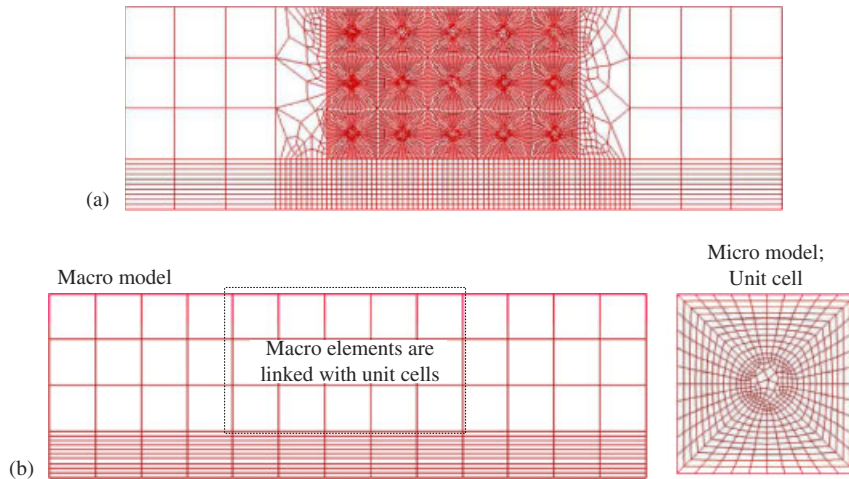 (a)
Macro model
Micro model;
Unit cell
Macro elements are
linked with unit cells
(b)